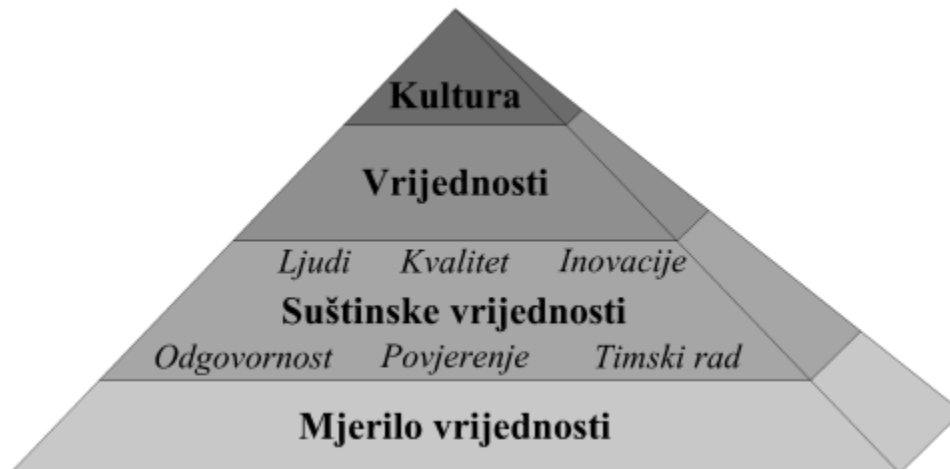 Kultura
Vrijednosti
Ljudi Kvalitet Inovacije
Suštinske vrijednosti
Odgovornost Povjerenje Timski rad
Mjerilo vrijednosti